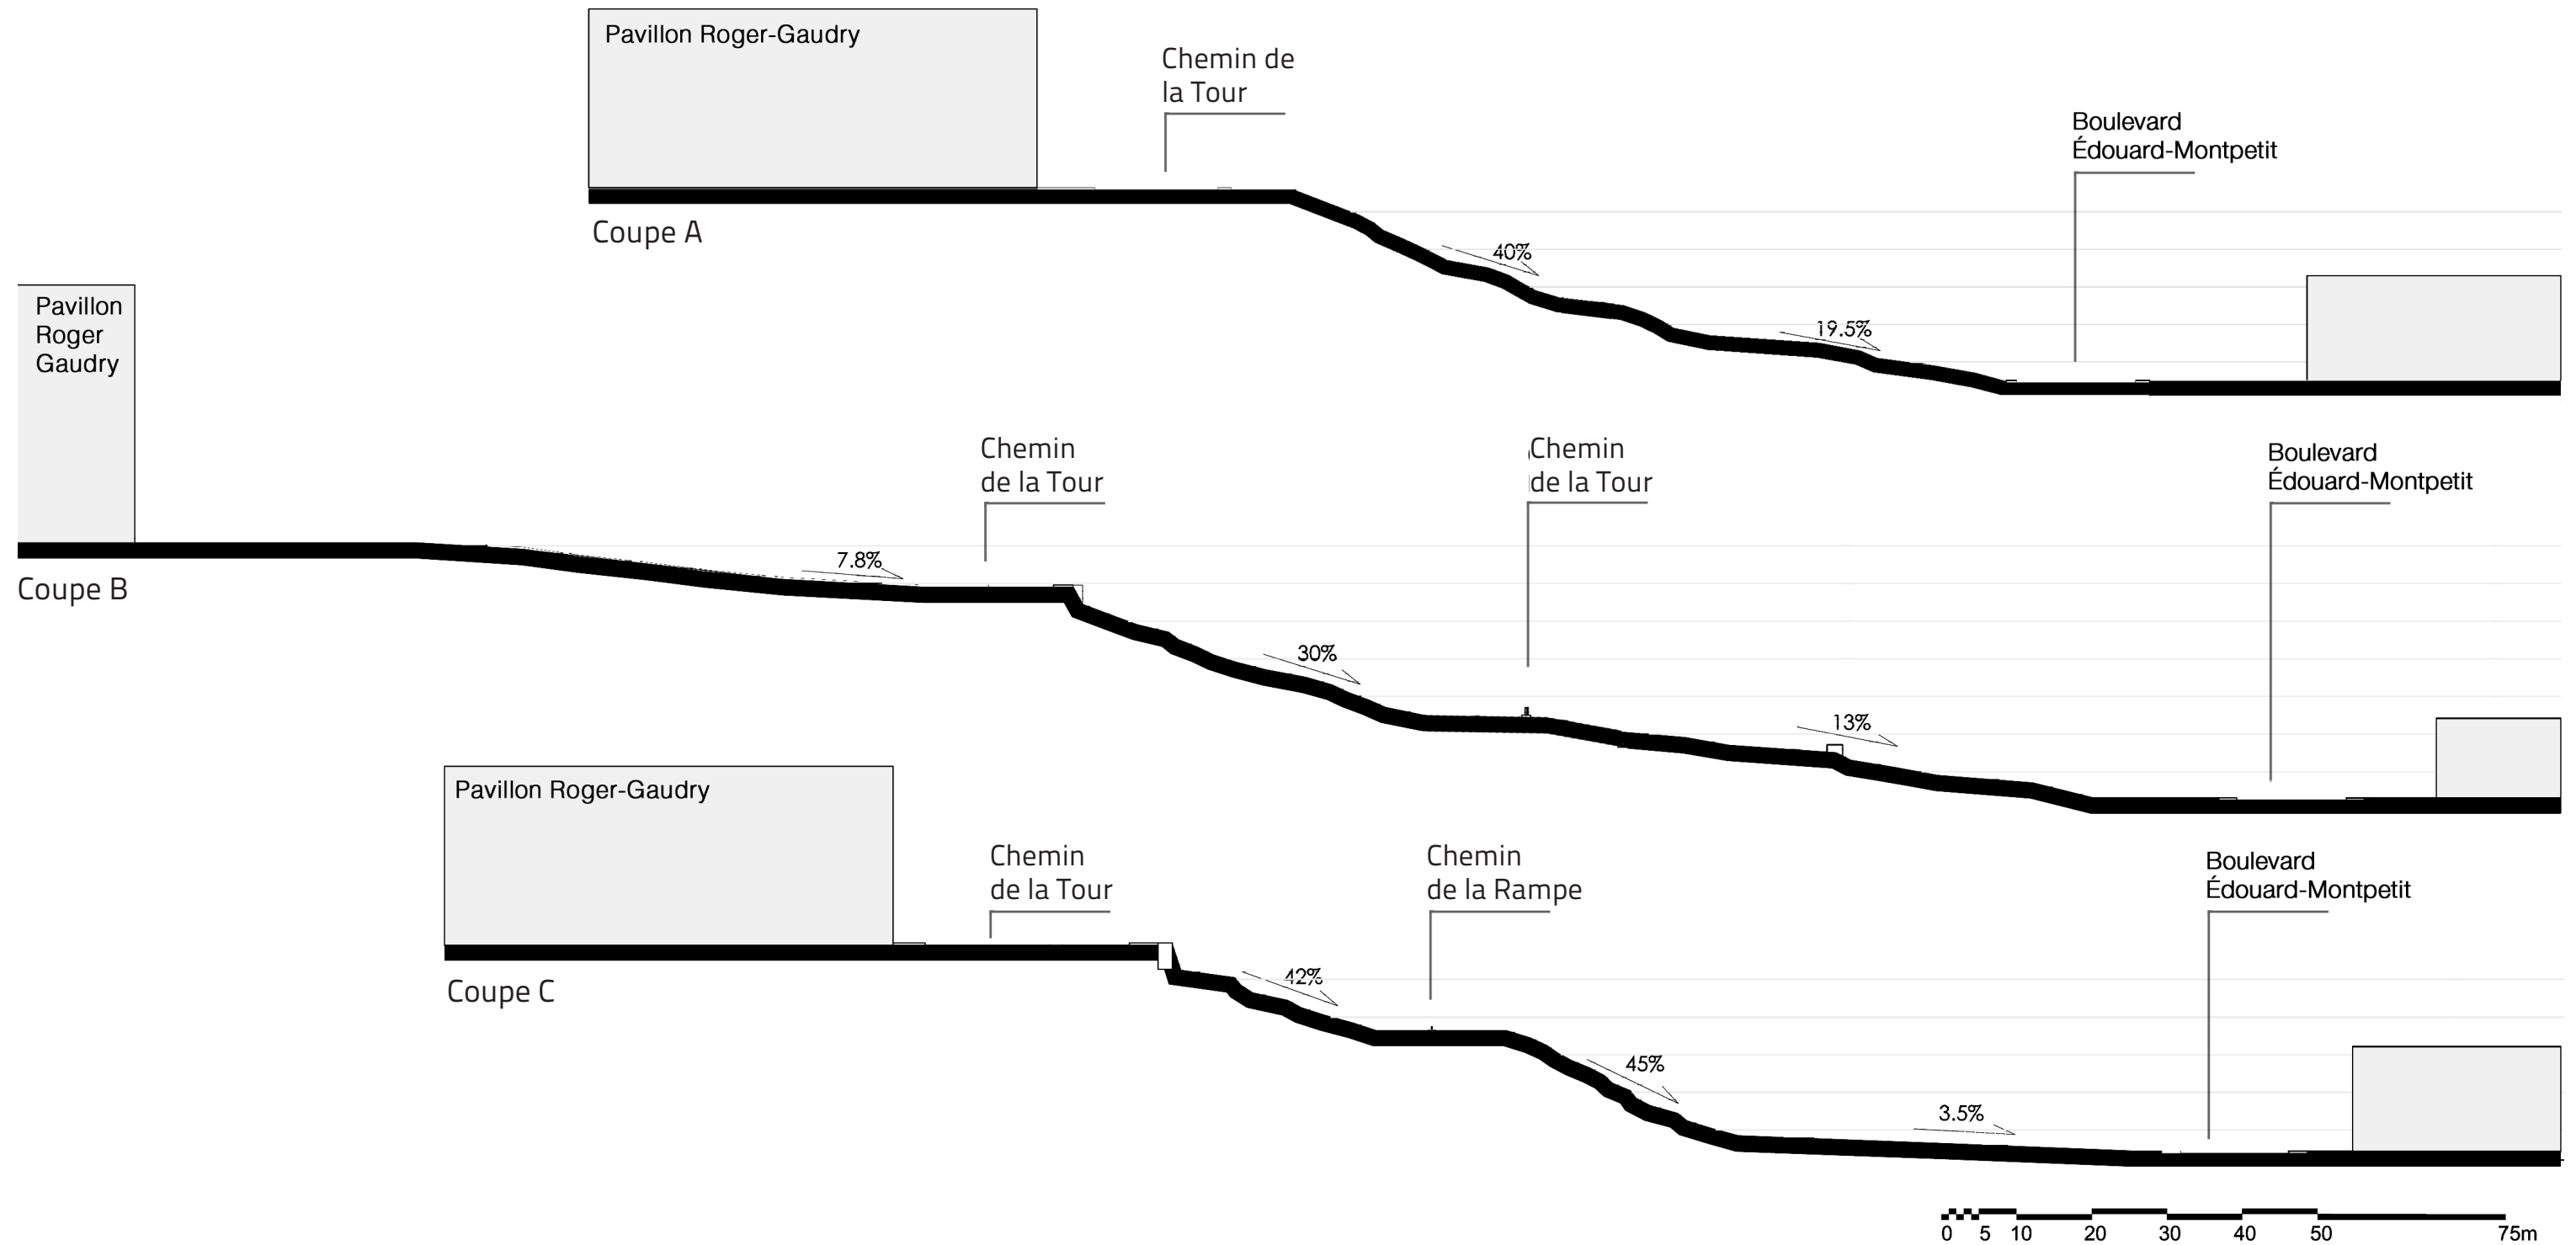 Pavillon Roger-Gaudry
Chemin de
la Tour
Boulevard
Édouard-Montpetit
40%
19.5%
Coupe A
Pavillon
Roger
Gaudry
Chemin
de la Tour
Chemin
de la Tour
Boulevard
Édouard-Montpetit
7.8%
30%
13%
Coupe B
Pavillon Roger-Gaudry
Chemin
de la Tour
Chemin
de la Rampe
Boulevard
Édouard-Montpetit
42%
45%
3.5%
Coupe C
0 5 10 20 30 40 50 75m